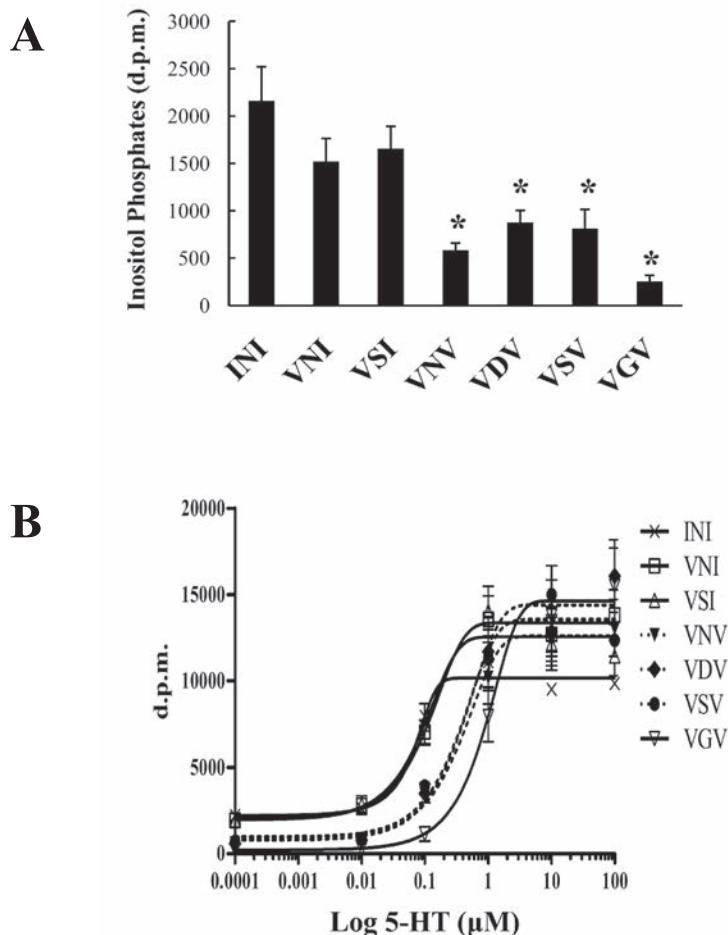 A
Inositol Phosphates (d.p.m.)
3000
2500
2000
1500
1000
500
0
*
*
*
*
INI
VNI
VSI
VNV
VDV
VSV
VGV
B
d.p.m.
20000
15000
10000
5000
0
0.0001
0.001
0.01
0.1
1
10
100
Log 5-HT (μM)
INI
VNI
VSI
VNV
VDV
VSV
VGV